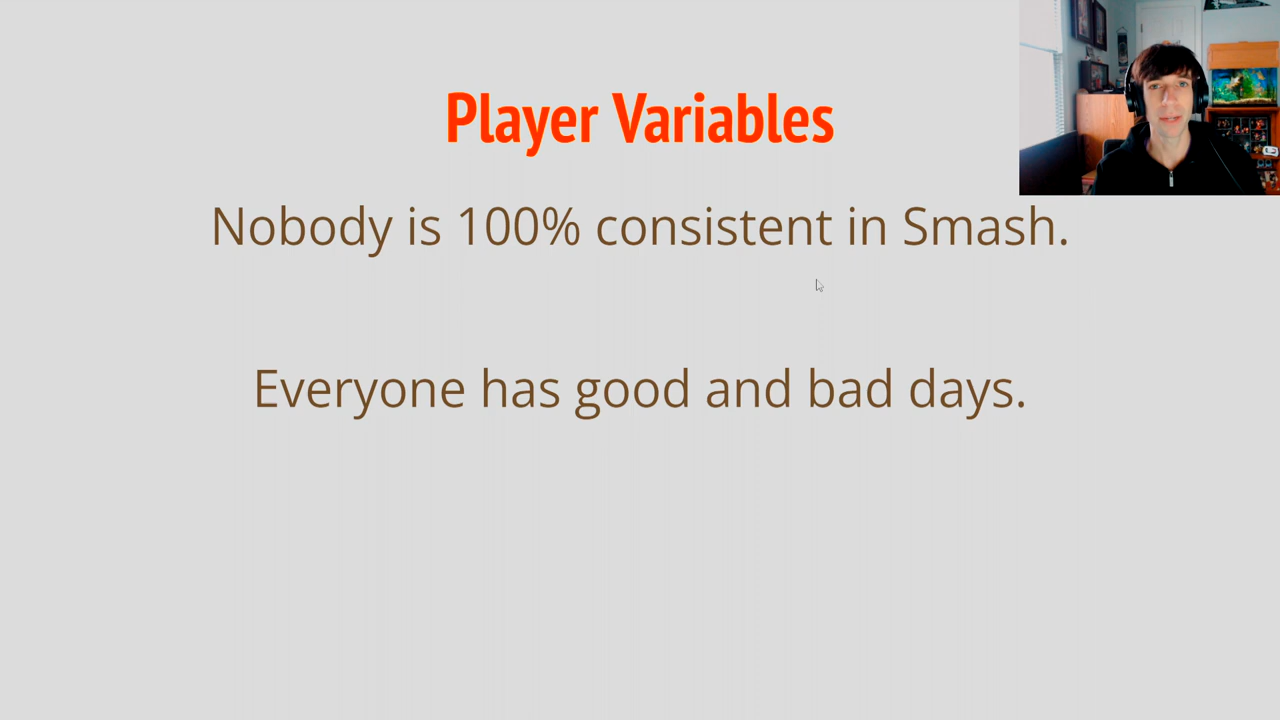 Player Variables
Nobody is 100% consistent in Smash.
Everyone has good and bad days.